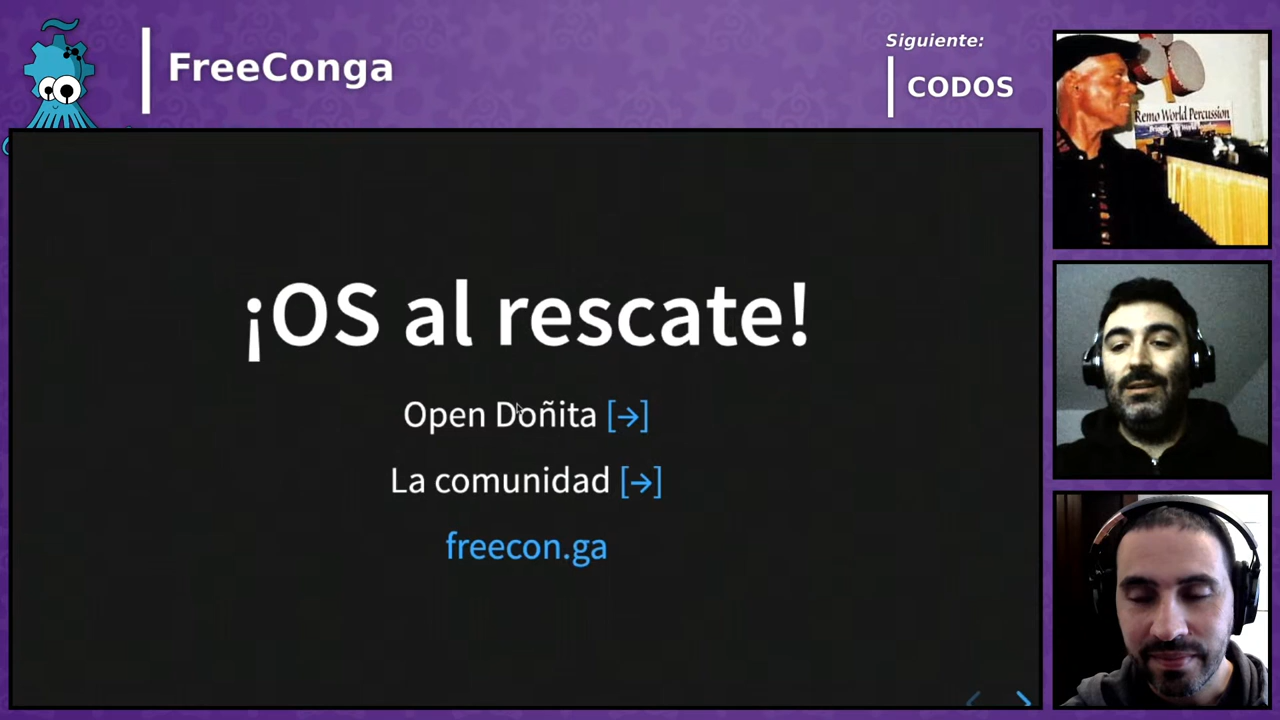 FreeConga
Siguiente:
CODOS
Remo World Percussion
¡OS al rescate!
Open Doñita [→]
La comunidad [→]
freecon.ga